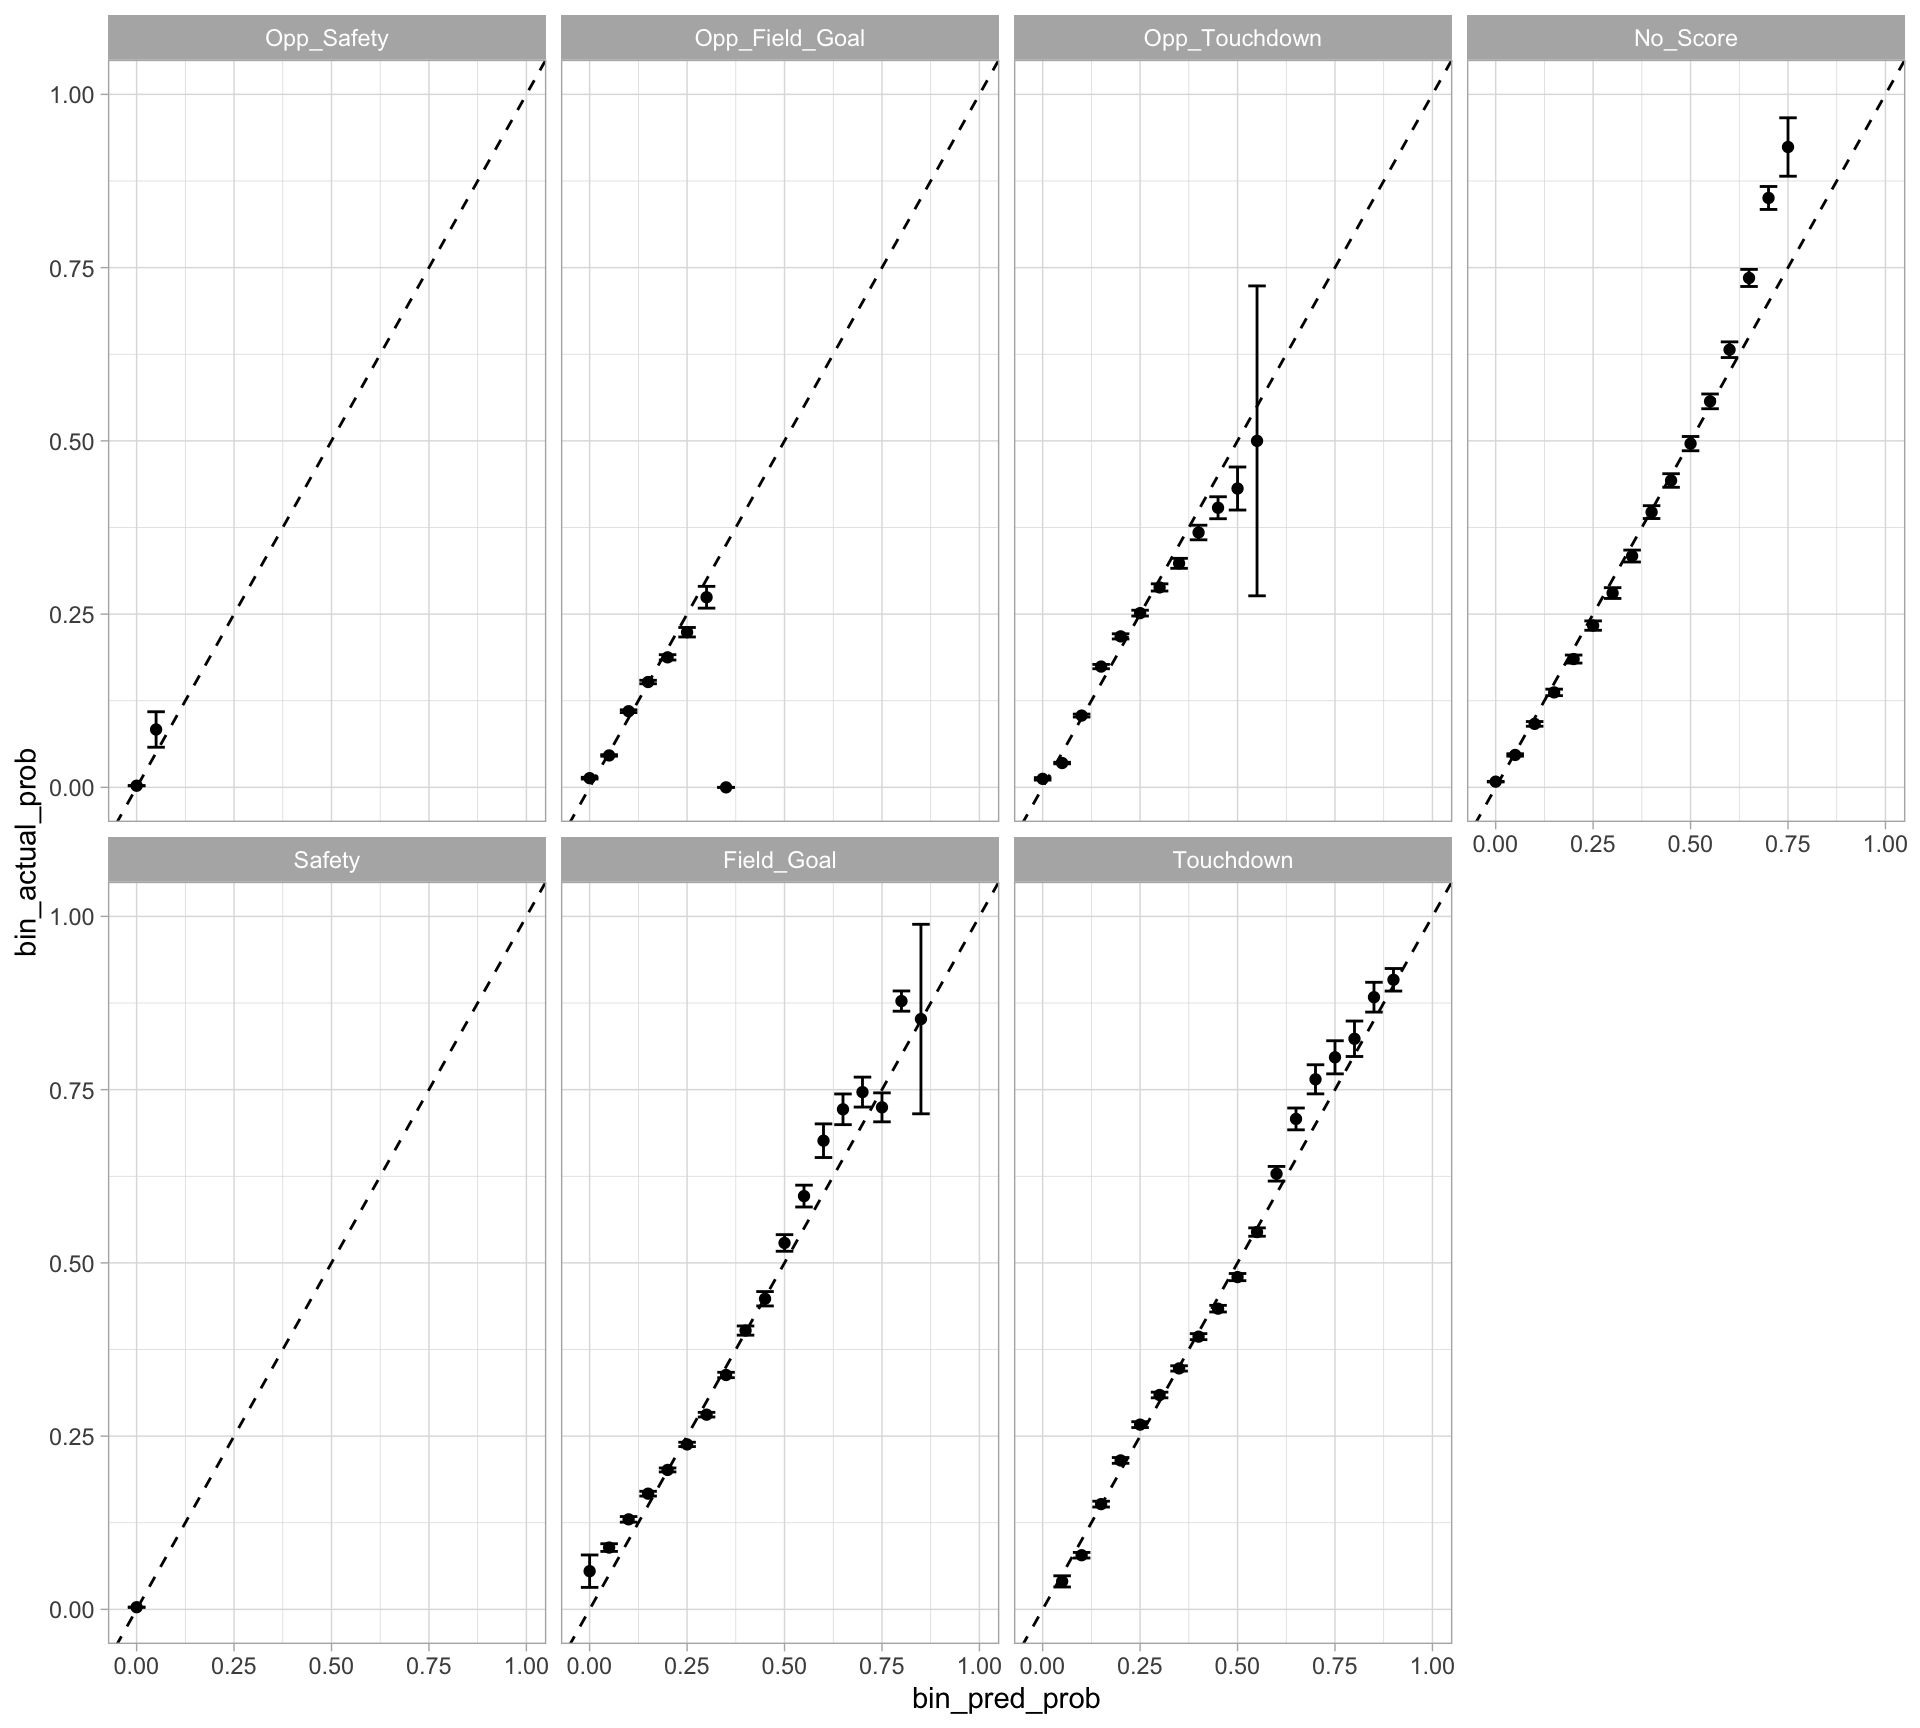 Opp_Safety Opp_Field_Goal Opp_Touchdown No_Score
1.00
0.75
0.50
0.25
0.00
0.00 0.25 0.50 0.75 1.00
bin_actual_prob
Safety Field_Goal Touchdown
1.00
0.75
0.50
0.25
0.00
0.00 0.25 0.50 0.75 1.00 0.00 0.25 0.50 0.75 1.00 0.00 0.25 0.50 0.75 1.00
bin_pred_prob